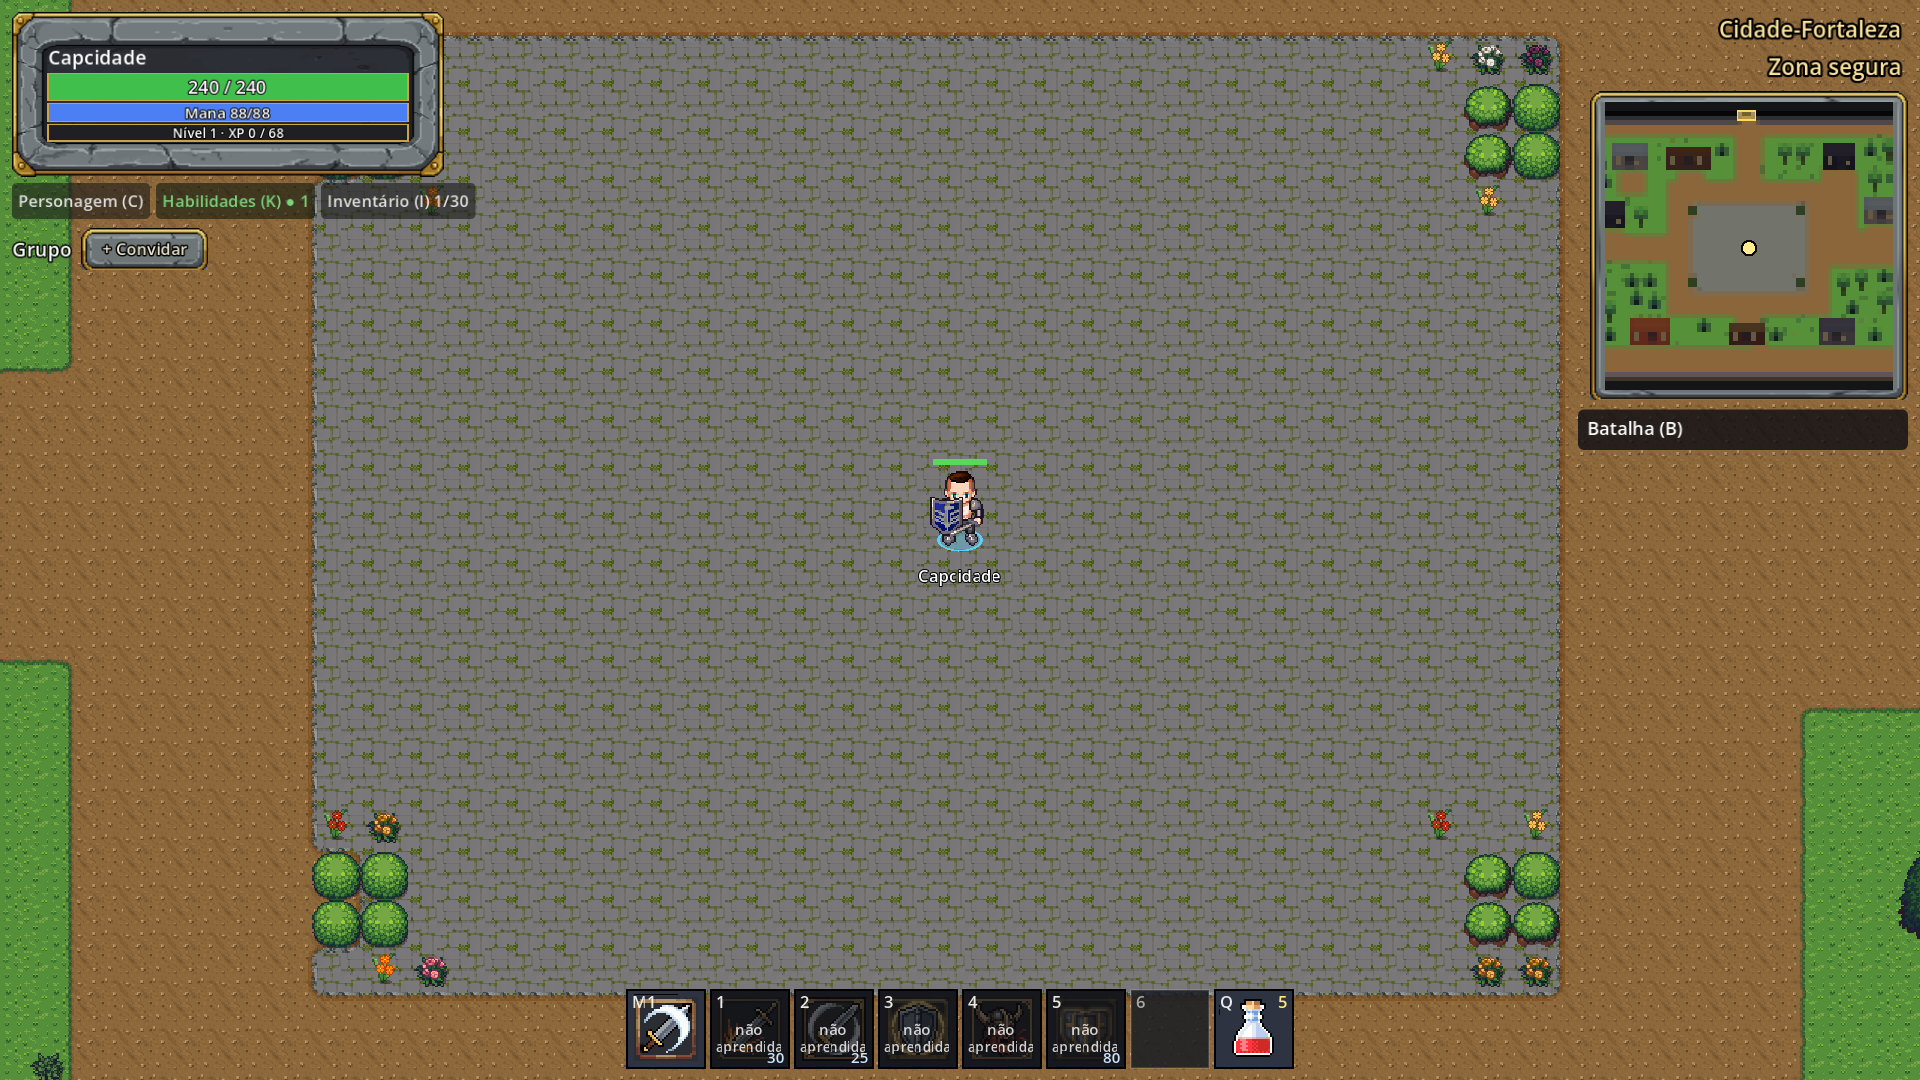 Capcidade
240 / 240
Mana 88/88
Nível 1 · XP 0 / 68
Personagem (C)
Habilidades (K) ● 1
Inventário (I) 1/30
Grupo
+ Convidar
Cidade-Fortaleza
Zona segura
Batalha (B)
Capcidade
M1
1
não
aprendida
30
2
não
aprendida
25
3
não
aprendida
4
não
aprendida
5
não
aprendida
80
6
Q
5